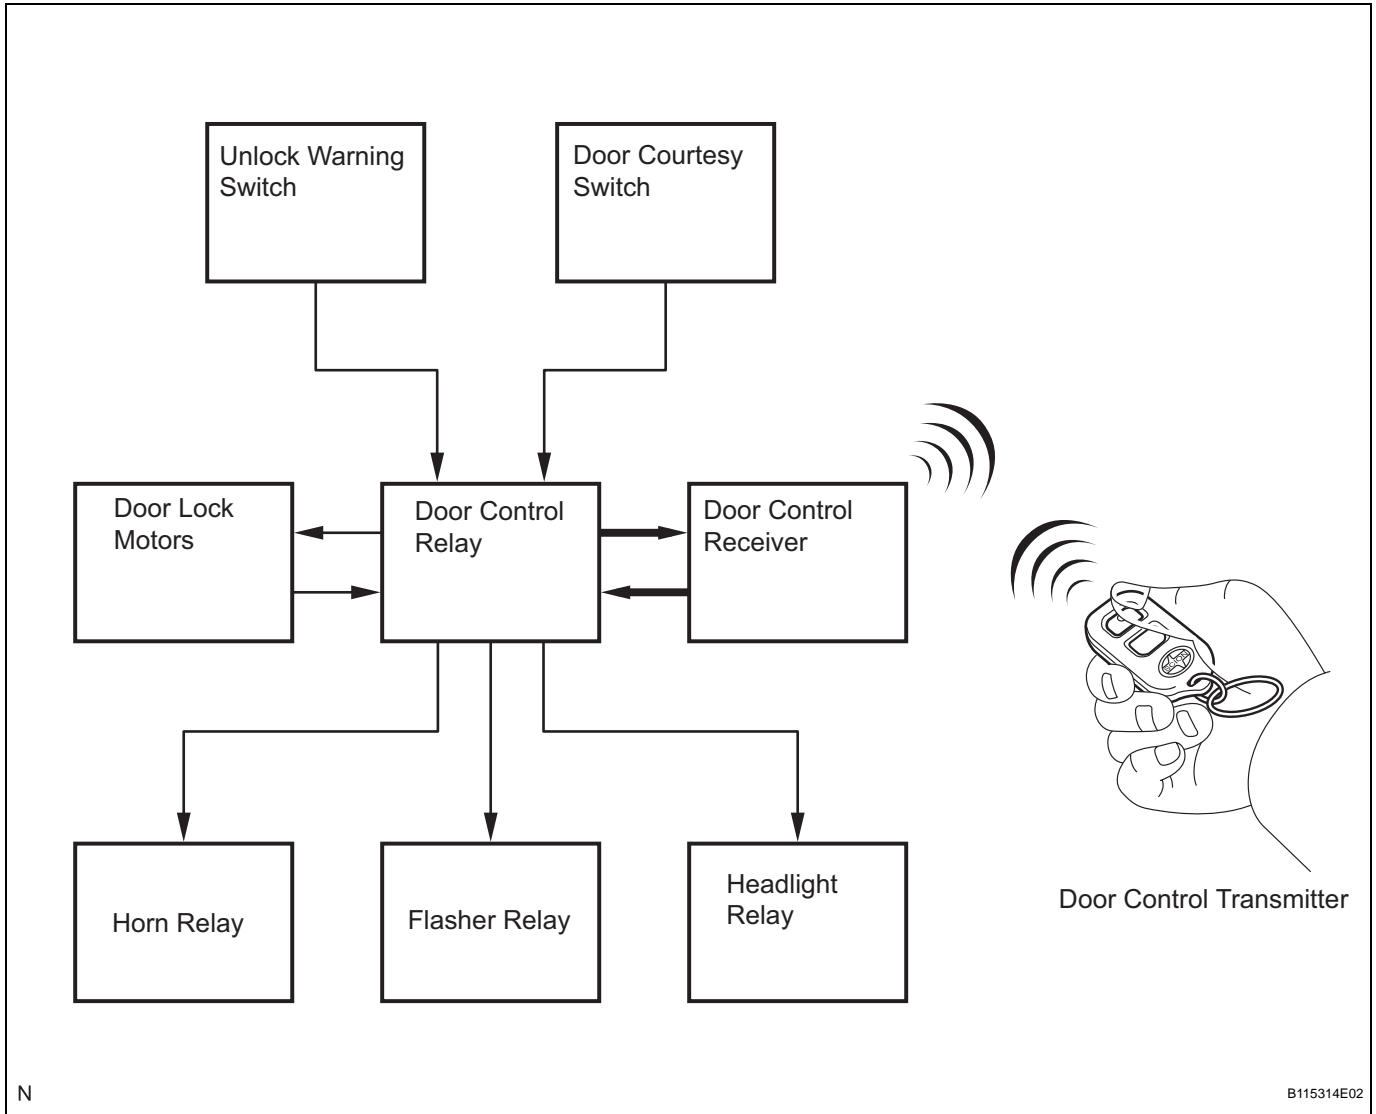 Unlock Warning
Switch
Door Courtesy
Switch
Door Lock
Motors
Door Control
Relay
Door Control
Receiver
Horn Relay
Flasher Relay
Headlight
Relay
Door Control Transmitter
N
B115314E02